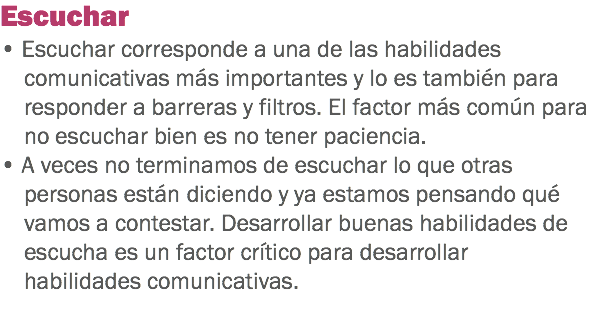 Escuchar
• Escuchar corresponde a una de las habilidades
comunicativas más importantes y lo es también para
responder a barreras y filtros. El factor más común para
no escuchar bien es no tener paciencia.
• A veces no terminamos de escuchar lo que otras
personas están diciendo y ya estamos pensando qué
vamos a contestar. Desarrollar buenas habilidades de
escucha es un factor crítico para desarrollar
habilidades comunicativas.